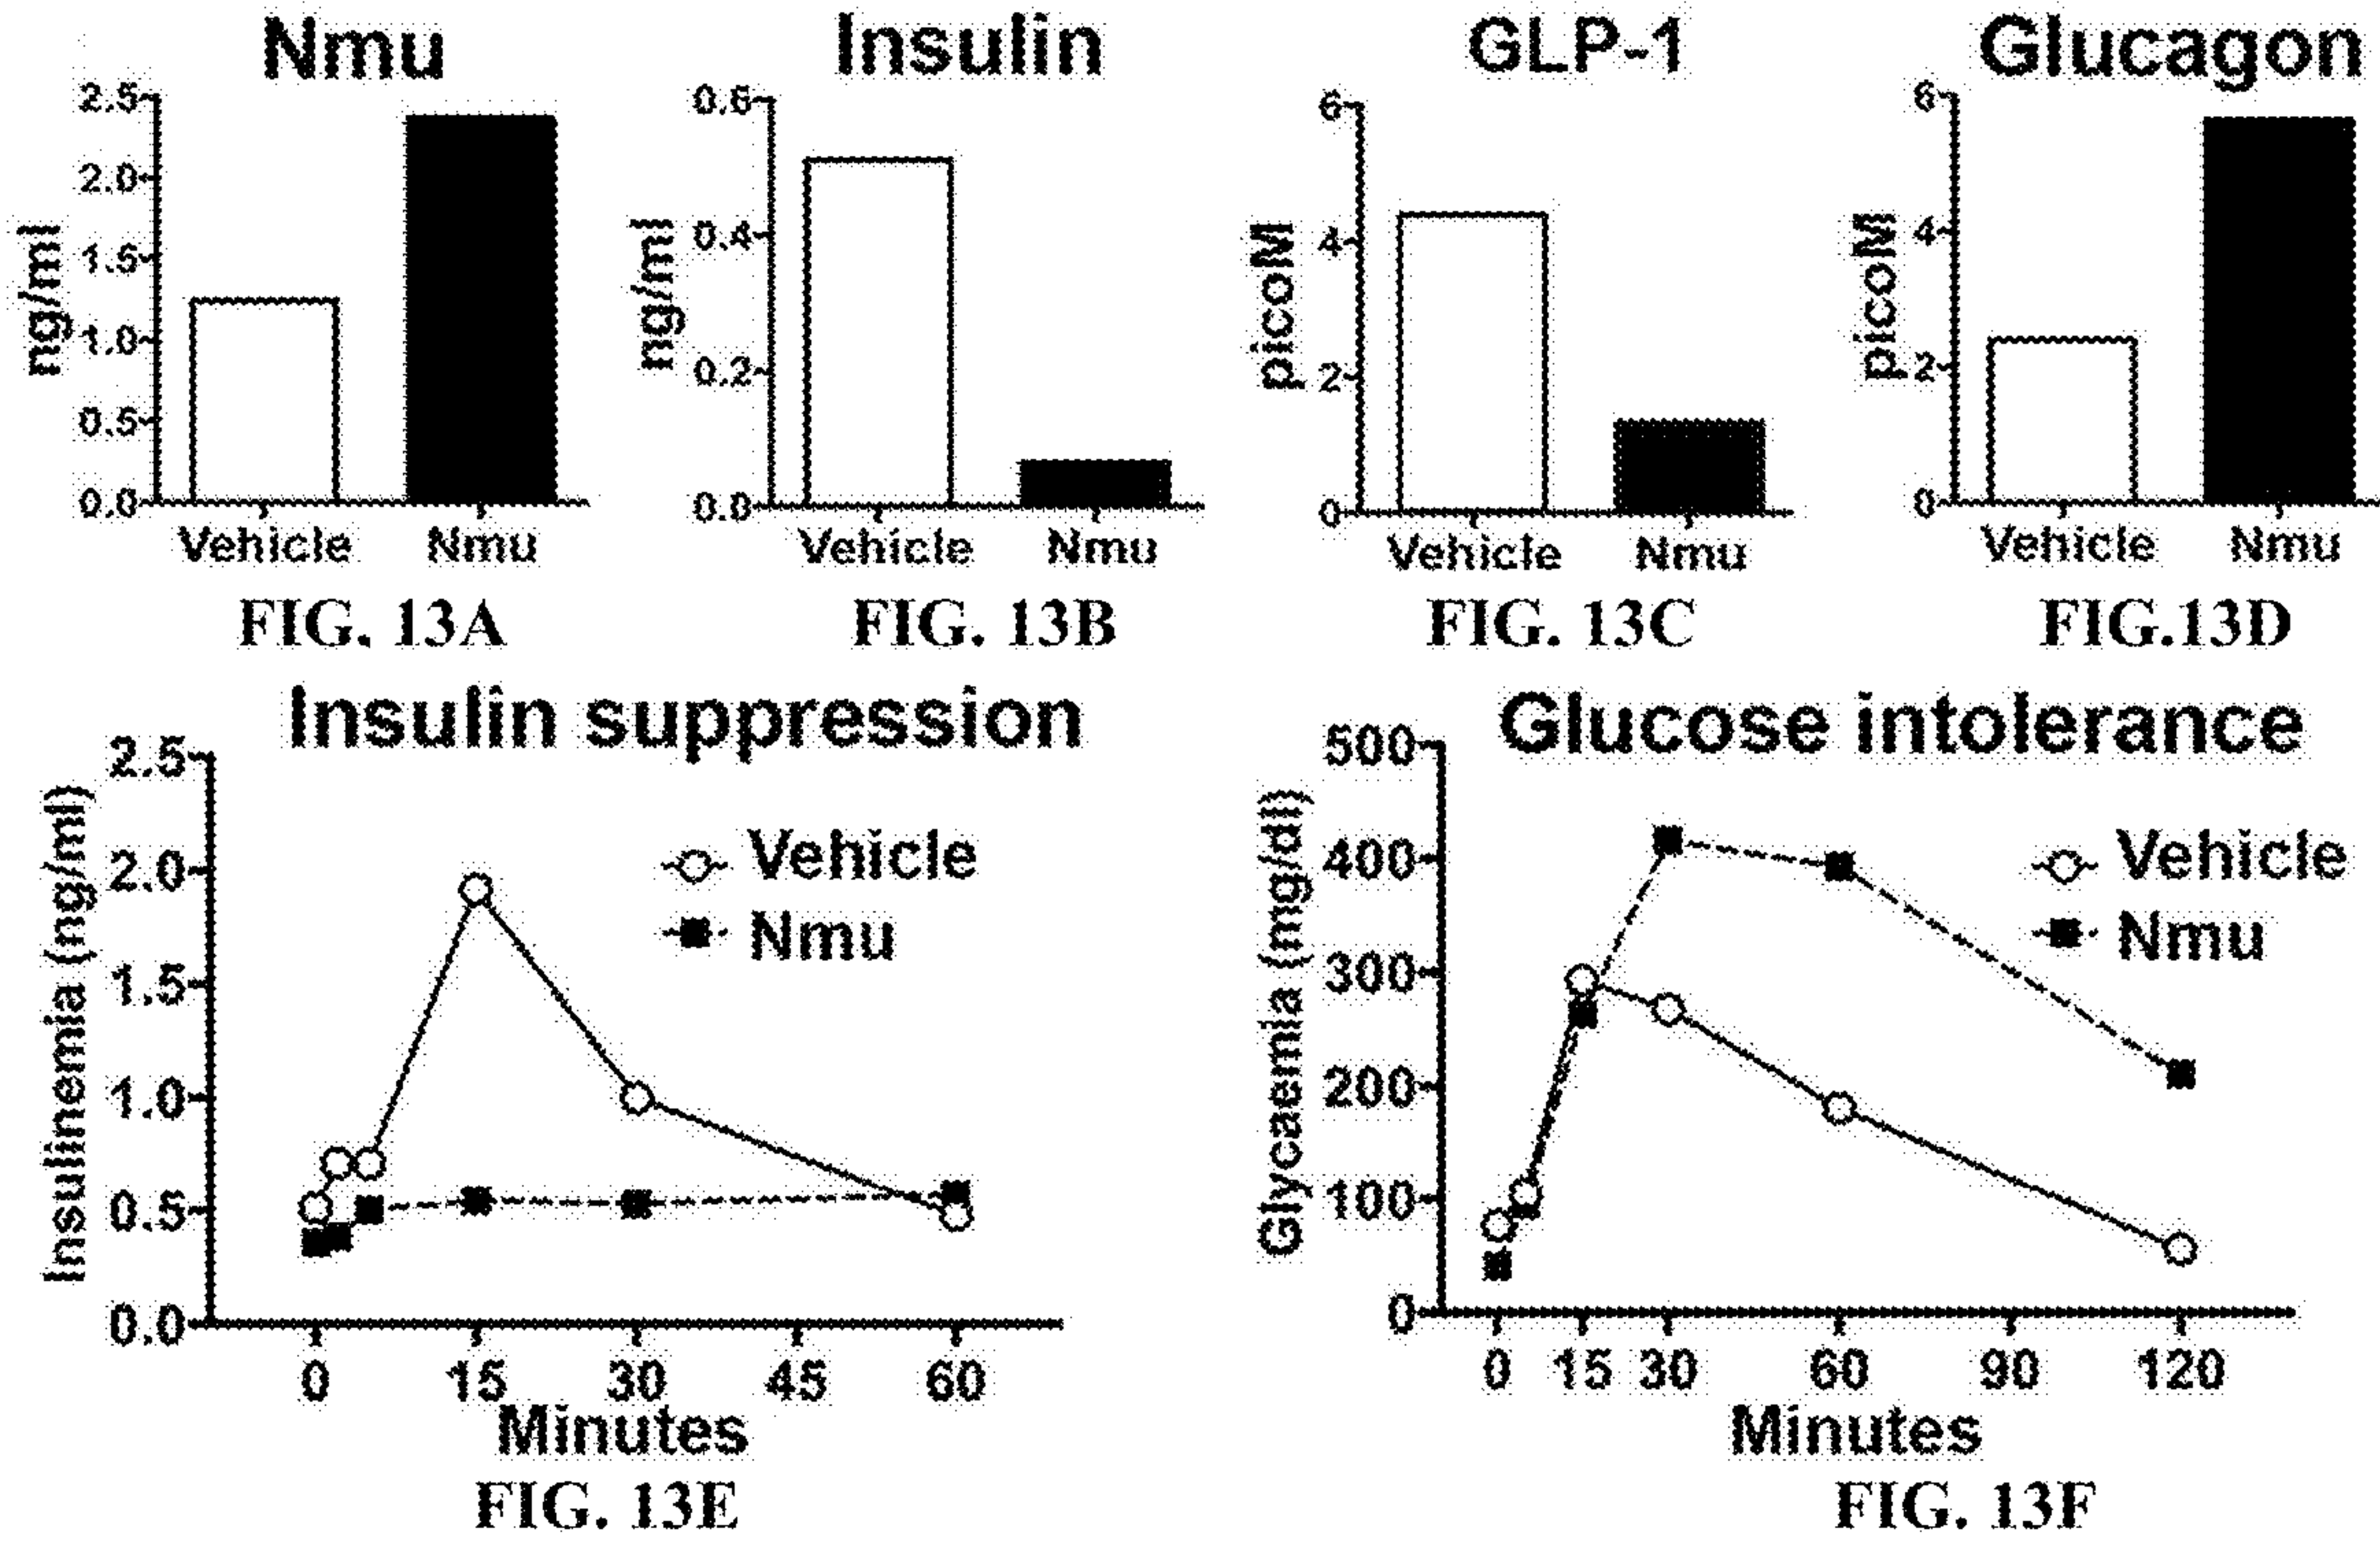 Nmu
Insulin
GLP-1
Glucagon
2.5
2.0
1.5
1.0
0.5
0.0
ng/ml
Vehicle
Nmu
0.6
0.4
0.2
0.0
ng/ml
Vehicle
Nmu
6
4
2
0
picoM
Vehicle
Nmu
6
4
2
0
picoM
Vehicle
Nmu
FIG. 13A
FIG. 13B
FIG. 13C
FIG.13D
Insulin suppression
2.5
2.0
1.5
1.0
0.5
0.0
Insulinemia (ng/ml)
Vehicle
Nmu
0 15 30 45 60
Minutes
FIG. 13E
Glucose intolerance
500
400
300
200
100
0
Glycaemia (mg/dl)
Vehicle
Nmu
0 15 30 60 90 120
Minutes
FIG. 13F